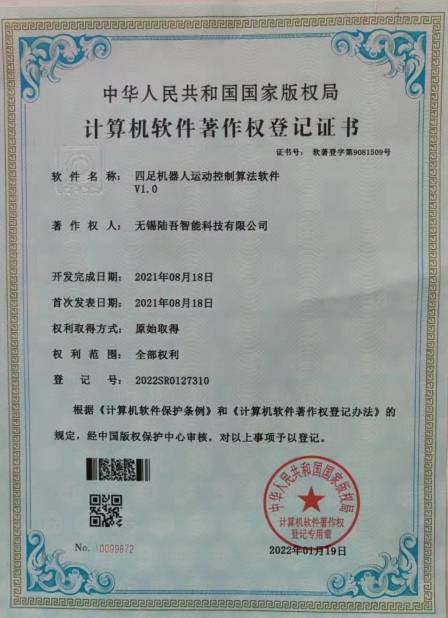 中华人民共和国国家版权局
计算机软件著作权登记证书
证书号： 软著登字第9081509号
软件名称： 四足机器人运动控制算法软件
V1.0
著作权人： 无锡陆吾智能科技有限公司
开发完成日期： 2021年08月18日
首次发表日期： 2021年08月18日
权利取得方式： 原始取得
权利范围： 全部权利
登记号： 2022SR0127310
根据《计算机软件保护条例》和《计算机软件著作权登记办法》的
规定，经中国版权保护中心审核，对以上事项予以登记。
中华人民共和国国家版权局
计算机软件著作权
登记专用章
No. 10099872
2022年01月19日